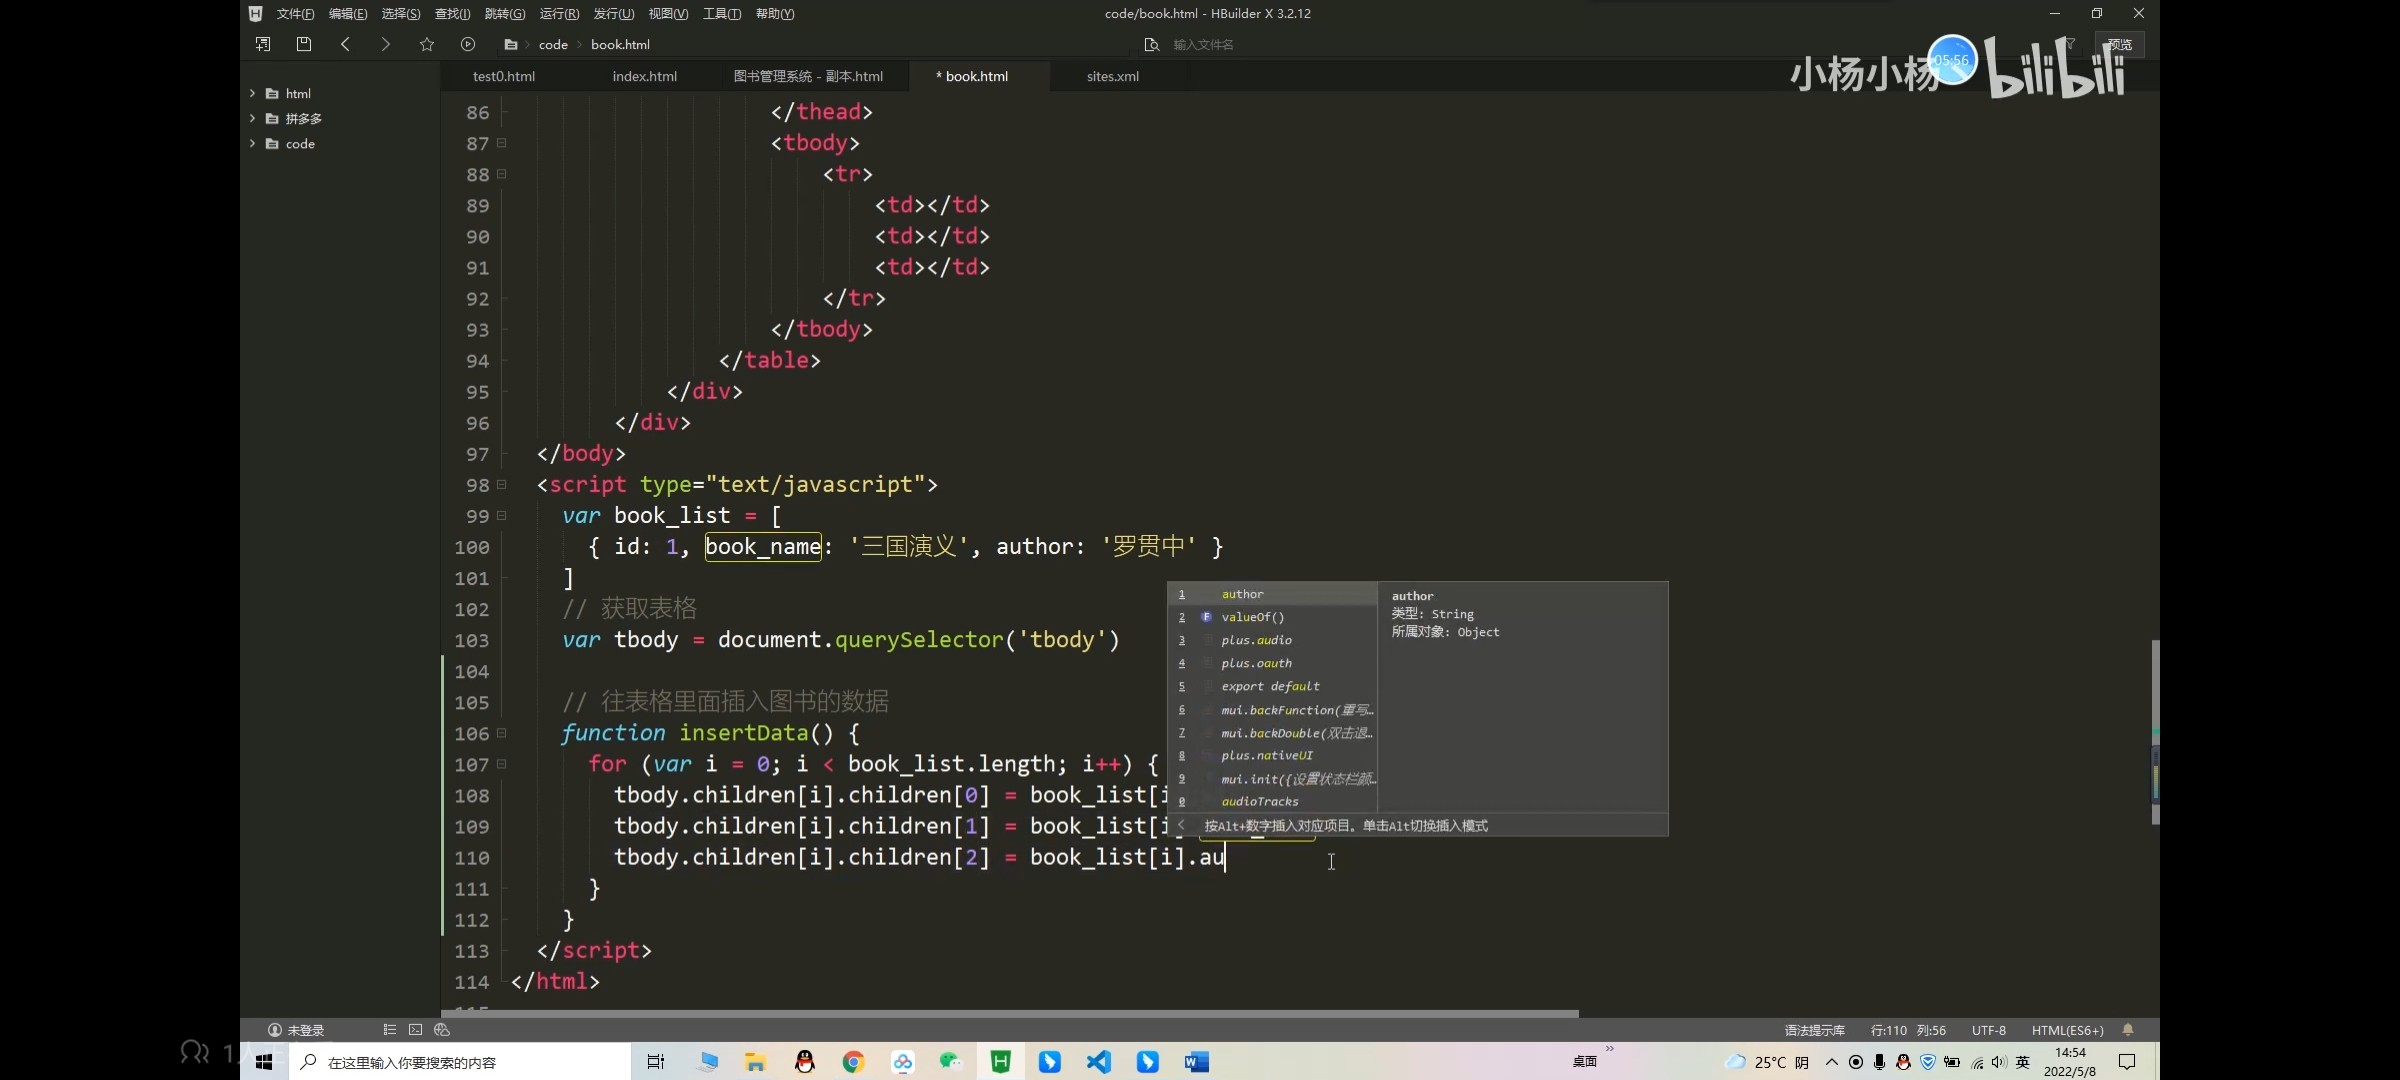 文件(F) 编辑(E) 选择(S) 查找(I) 跳转(G) 运行(R) 发行(U) 视图(V) 工具(T) 帮助(Y)
code/book.html - HBuilder X 3.2.12
code book.html
输入文件名
预览
test0.html index.html 图书管理系统 - 副本.html * book.html sites.xml
小杨小杨 05:56 bilibili
html
拼多多
code
86 </thead>
87 <tbody>
88 <tr>
89 <td></td>
90 <td></td>
91 <td></td>
92 </tr>
93 </tbody>
94 </table>
95 </div>
96 </div>
97 </body>
98 <script type="text/javascript">
99 var book_list = [
100 { id: 1, book_name: '三国演义', author: '罗贯中' }
101 ]
102 // 获取表格
103 var tbody = document.querySelector('tbody')
104
105 // 往表格里面插入图书的数据
106 function insertData() {
107 for (var i = 0; i < book_list.length; i++) {
108 tbody.children[i].children[0] = book_list[i
109 tbody.children[i].children[1] = book_list[i
110 tbody.children[i].children[2] = book_list[i].au
111 }
112 }
113 </script>
114 </html>
1 author
2 valueOf()
3 plus.audio
4 plus.oauth
5 export default
6 mui.backFunction(重写…
7 mui.backDouble(双击退…
8 plus.nativeUI
9 mui.init({设置状态栏颜…
0 audioTracks
author
类型: String
所属对象: Object
按Alt+数字插入对应项目。单击Alt切换插入模式
未登录
语法提示库 行:110 列:56 UTF-8 HTML(ES6+)
在这里输入你要搜索的内容
桌面
25°C 阴
英
14:54
2022/5/8